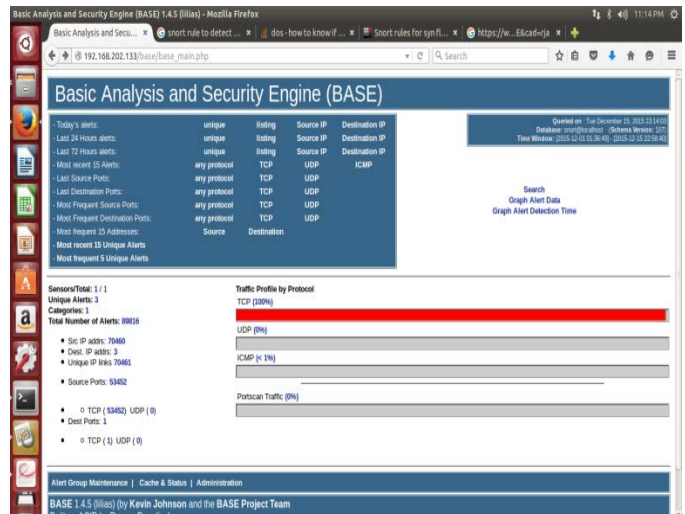 Basic Analysis and Security Engine (BASE) 1.4.5 (lilias) - Mozilla Firefox
11:14 PM
Basic Analysis and Secu... × snort rule to detect ... × dos - how to know if ... × Snort rules for syn fl... × https://w...E&cad=rja ×
192.168.202.133/base/base_main.php
Search
Basic Analysis and Security Engine (BASE)
- Today's alerts: unique listing Source IP Destination IP
- Last 24 Hours alerts: unique listing Source IP Destination IP
- Last 72 Hours alerts: unique listing Source IP Destination IP
- Most recent 15 Alerts: any protocol TCP UDP ICMP
- Last Source Ports: any protocol TCP UDP
- Last Destination Ports: any protocol TCP UDP
- Most Frequent Source Ports: any protocol TCP UDP
- Most Frequent Destination Ports: any protocol TCP UDP
- Most frequent 15 Addresses: Source Destination
- Most recent 15 Unique Alerts
- Most frequent 5 Unique Alerts
Queried on : Tue December 15, 2015 23:14:03
Database: snort@localhost (Schema Version: 107)
Time Window: [2015-12-01 01:36:49] - [2015-12-15 22:58:40]
Search
Graph Alert Data
Graph Alert Detection Time
Sensors/Total: 1 / 1
Unique Alerts: 3
Categories: 1
Total Number of Alerts: 89816
Src IP addrs: 70460
Dest. IP addrs: 3
Unique IP links 70461
Source Ports: 53452
TCP ( 53452) UDP ( 0)
Dest Ports: 1
TCP ( 1) UDP ( 0)
Traffic Profile by Protocol
TCP (100%)
UDP (0%)
ICMP (< 1%)
Portscan Traffic (0%)
Alert Group Maintenance | Cache & Status | Administration
BASE 1.4.5 (lilias) (by Kevin Johnson and the BASE Project Team